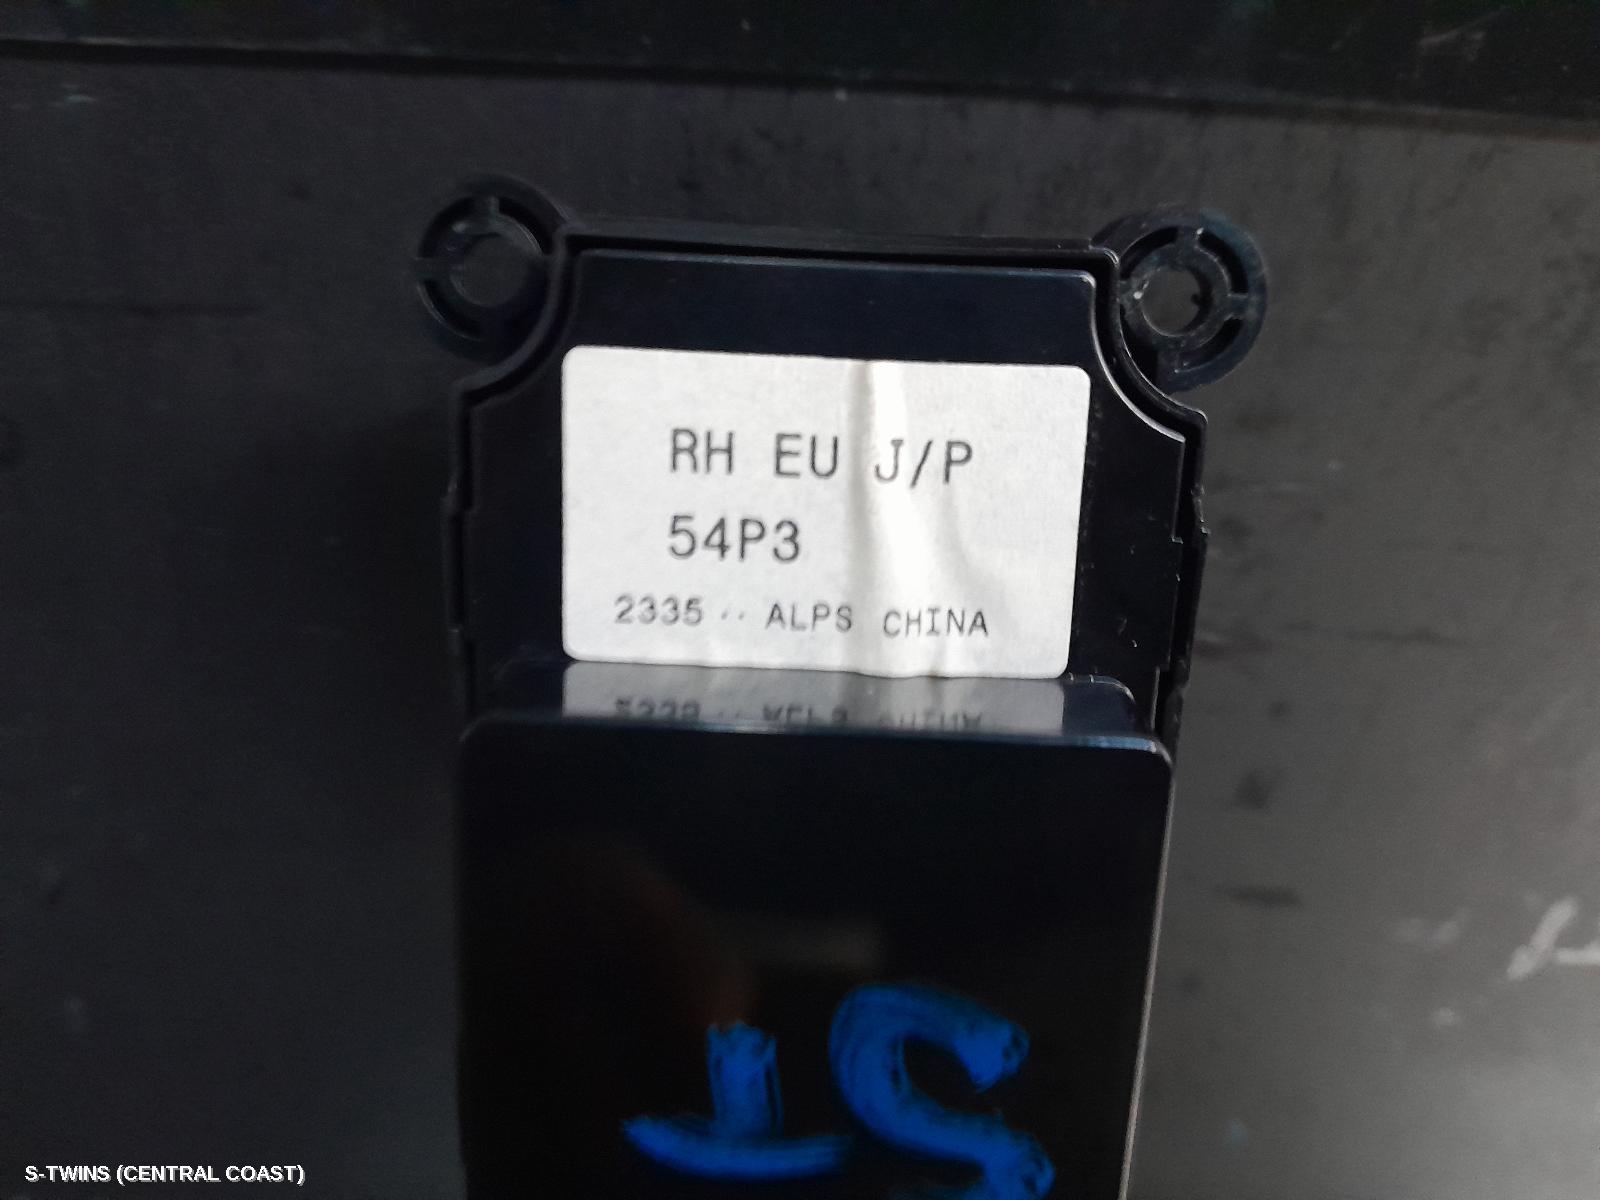 RH EU J/P
54P3
2335 ·· ALPS CHINA
S-TWINS (CENTRAL COAST)